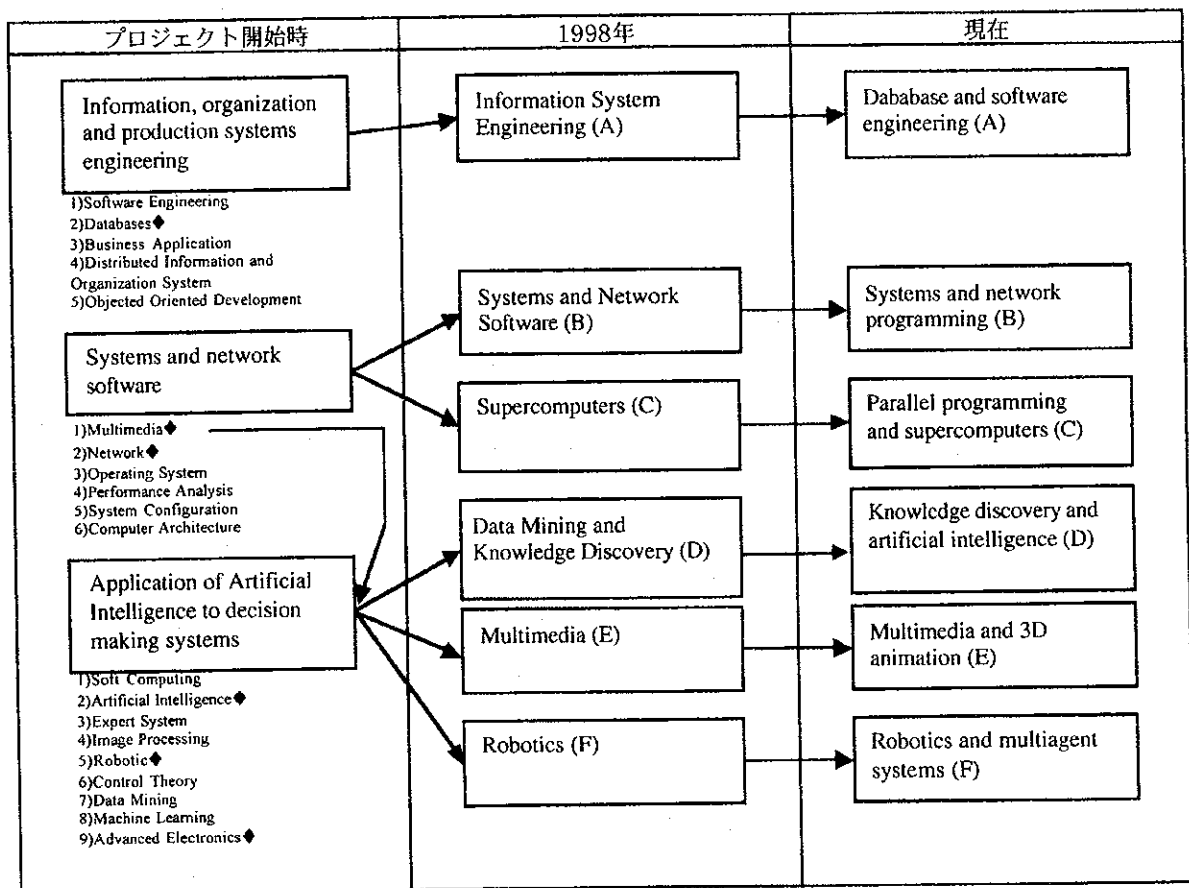 プロジェクト開始時
1998年
現在
Information, organization
and production systems
engineering
1)Software Engineering
2)Databases◆
3)Business Application
4)Distributed Information and
Organization System
5)Objected Oriented Development
Systems and network
software
1)Multimedia◆
2)Network◆
3)Operating System
4)Performance Analysis
5)System Configuration
6)Computer Architecture
Application of Artificial
Intelligence to decision
making systems
1)Soft Computing
2)Artificial Intelligence◆
3)Expert System
4)Image Processing
5)Robotic◆
6)Control Theory
7)Data Mining
8)Machine Learning
9)Advanced Electronics◆
Information System
Engineering (A)
Systems and Network
Software (B)
Supercomputers (C)
Data Mining and
Knowledge Discovery (D)
Multimedia (E)
Robotics (F)
Dababase and software
engineering (A)
Systems and network
programming (B)
Parallel programming
and supercomputers (C)
Knowledge discovery and
artificial intelligence (D)
Multimedia and 3D
animation (E)
Robotics and multiagent
systems (F)